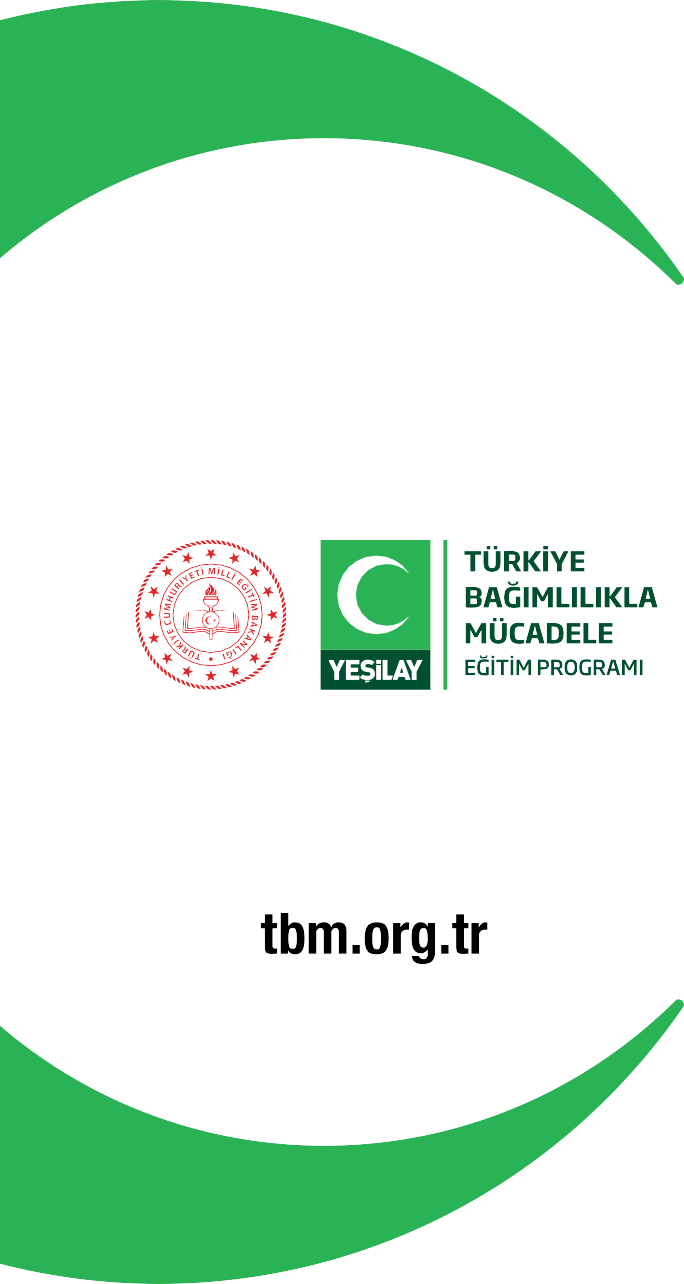 TÜRKİYE CUMHURİYETİ MİLLÎ EĞİTİM BAKANLIĞI
YEŞİLAY
TÜRKİYE
BAĞIMLILIKLA
MÜCADELE
EĞİTİM PROGRAMI
tbm.org.tr